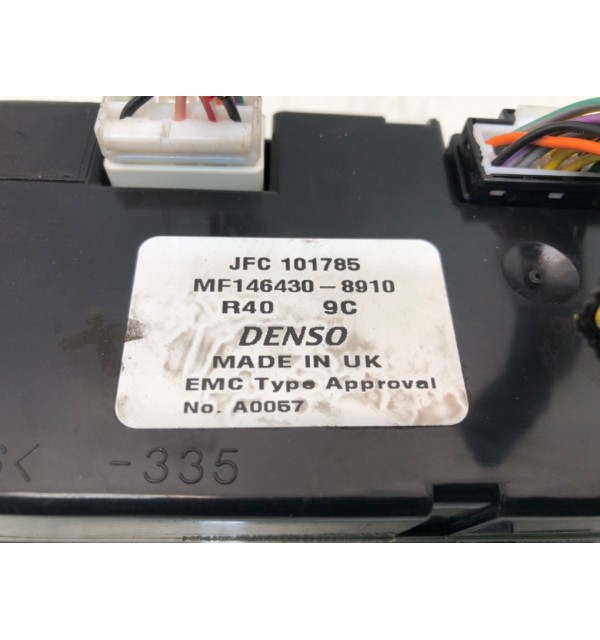 JFC 101785
MF146430-8910
R40 9C
DENSO
MADE IN UK
EMC Type Approval
No. A0057
S< -335